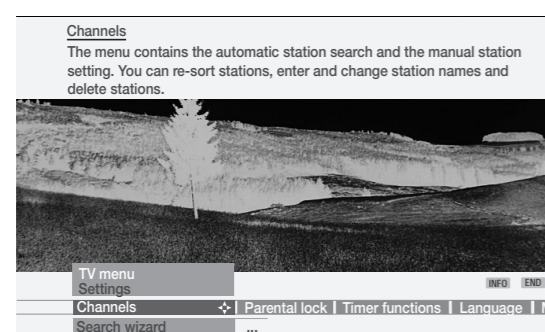 Channels
The menu contains the automatic station search and the manual station
setting. You can re-sort stations, enter and change station names and
delete stations.
TV menu
Settings
INFO END
Channels Parental lock Timer functions Language
Search wizard ...